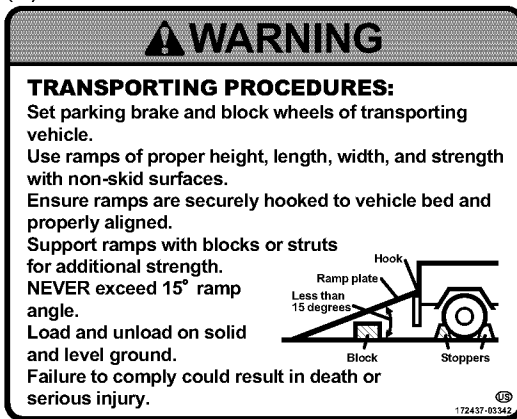 WARNING
TRANSPORTING PROCEDURES:
Set parking brake and block wheels of transporting
vehicle.
Use ramps of proper height, length, width, and strength
with non-skid surfaces.
Ensure ramps are securely hooked to vehicle bed and
properly aligned.
Support ramps with blocks or struts
for additional strength.
NEVER exceed 15° ramp
angle.
Load and unload on solid
and level ground.
Failure to comply could result in death or
serious injury.
Hook
Ramp plate
Less than
15 degrees
Block
Stoppers
US
172437-03342